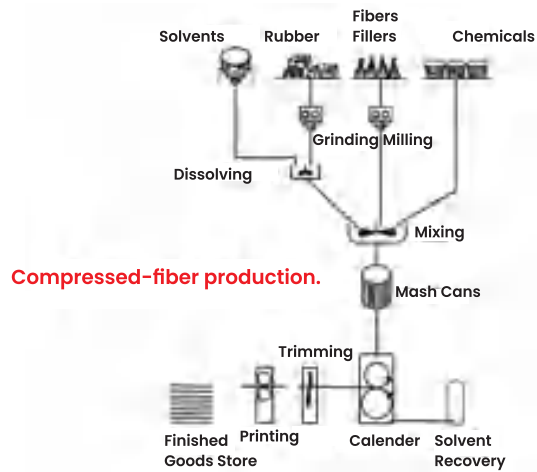 Fibers
Solvents Rubber Fillers Chemicals
Grinding Milling
Dissolving
Mixing
Compressed-fiber production.
Mash Cans
Trimming
Finished
Goods Store
Printing
Calender
Solvent
Recovery